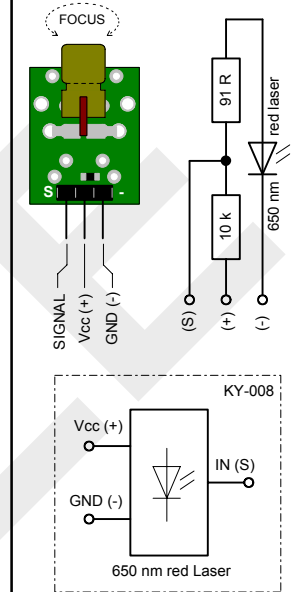 FOCUS
S
-
SIGNAL
Vcc (+)
GND (-)
91 R
10 k
red laser
650 nm
(S)
(+)
(-)
KY-008
Vcc (+)
IN (S)
GND (-)
650 nm red Laser